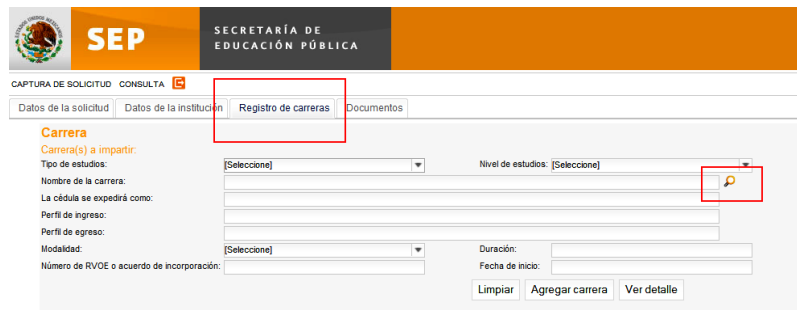 SEP
SECRETARÍA DE
EDUCACIÓN PÚBLICA
CAPTURA DE SOLICITUD CONSULTA
Datos de la solicitud Datos de la institución Registro de carreras Documentos
Carrera
Carrera(s) a impartir:
Tipo de estudios: [Seleccione] Nivel de estudios: [Seleccione]
Nombre de la carrera:
La cédula se expedirá como:
Perfil de ingreso:
Perfil de egreso:
Modalidad: [Seleccione] Duración:
Número de RVOE o acuerdo de incorporación: Fecha de inicio:
Limpiar Agregar carrera Ver detalle